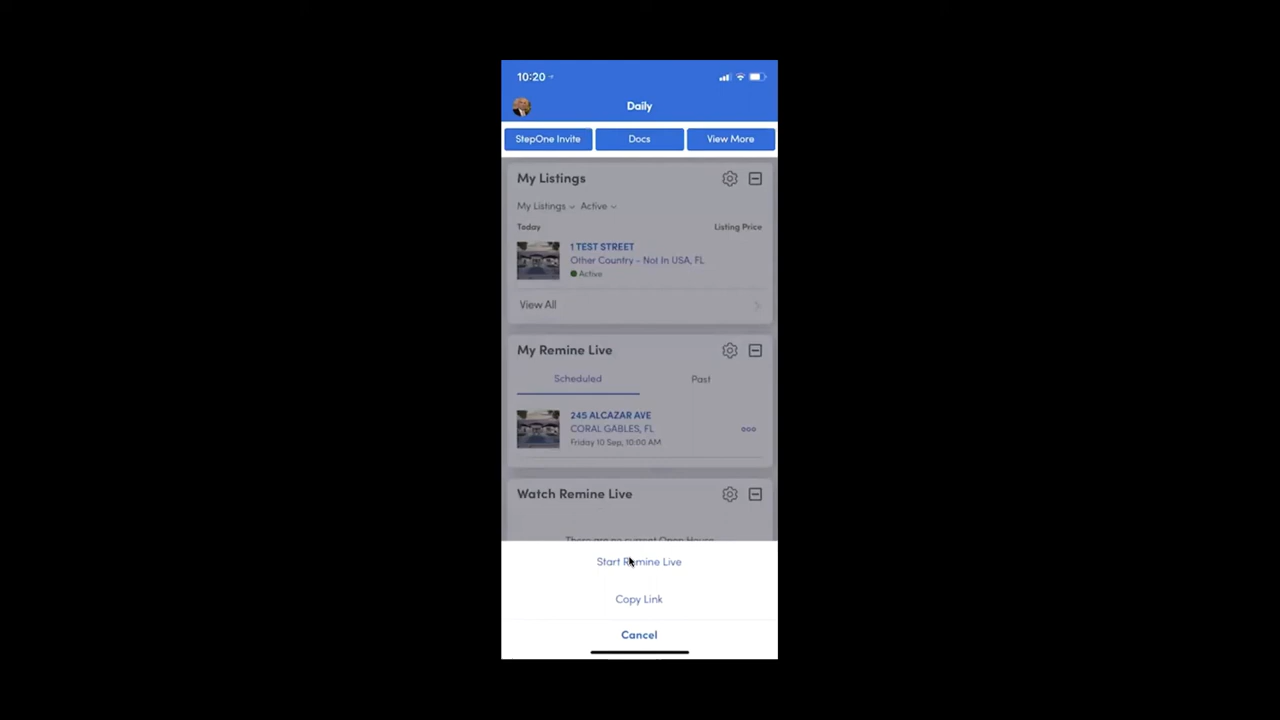 10:20
Daily
StepOne Invite Docs View More
My Listings
My Listings Active
Today Listing Price
1 TEST STREET
Other Country - Not In USA, FL
Active
View All
My Remine Live
Scheduled Past
245 ALCAZAR AVE
CORAL GABLES, FL
Friday 10 Sep, 10:00 AM
Watch Remine Live
There are no current Open House
Start Remine Live
Copy Link
Cancel